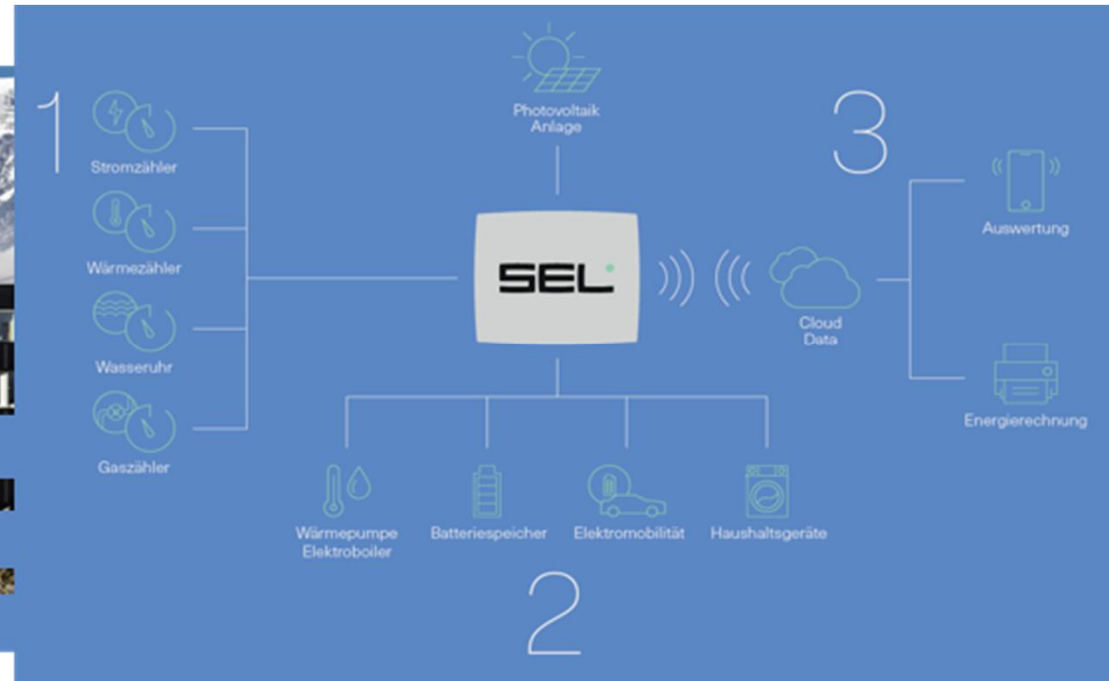 1
Stromzähler
Wärmezähler
Wasseruhr
Gaszähler
Photovoltaik
Anlage
SEL
3
Cloud
Data
Auswertung
Energierechnung
Wärmepumpe
Elektroboiler
Batteriespeicher
Elektromobilität
Haushaltsgeräte
2